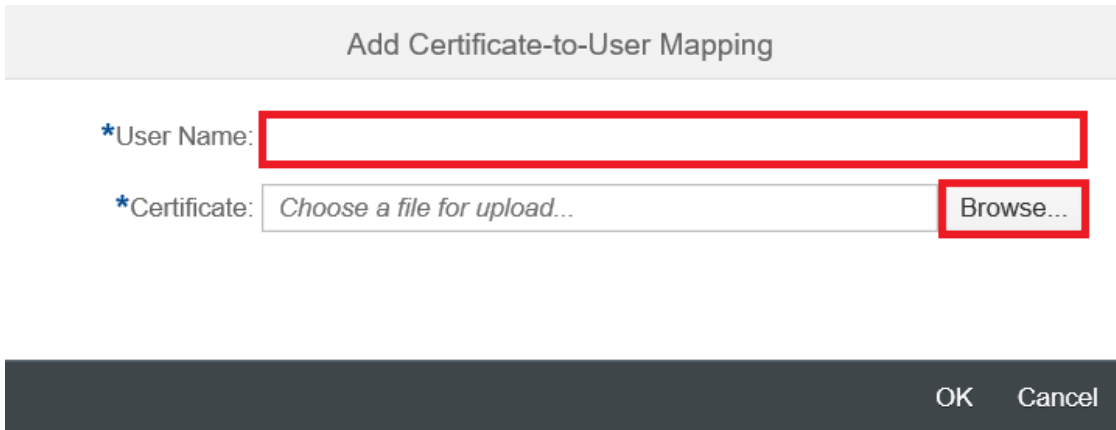 Add Certificate-to-User Mapping
*User Name:
*Certificate: Choose a file for upload... Browse...
OK Cancel